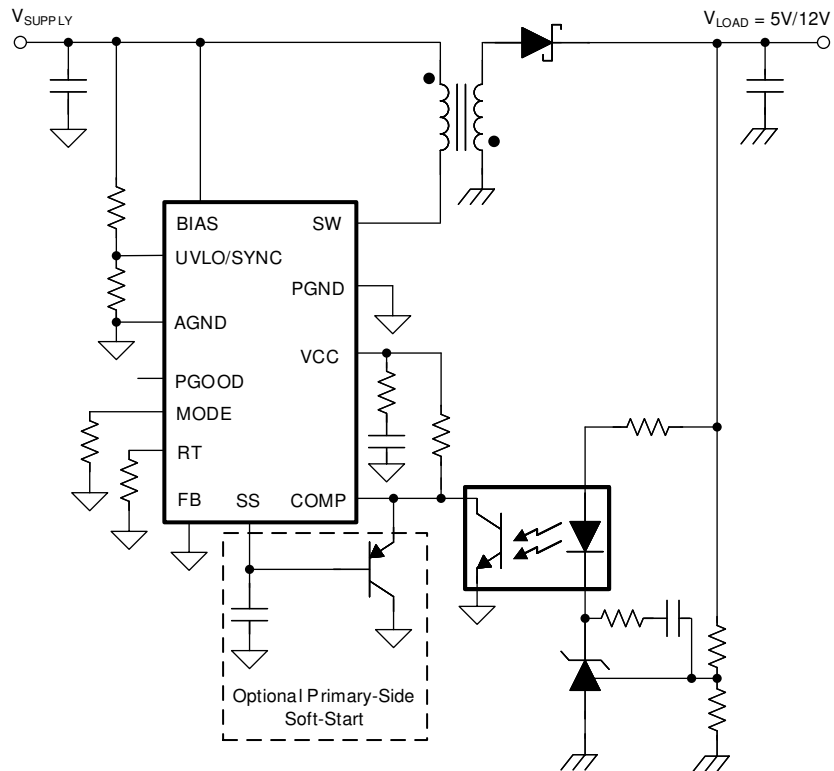 VSUPPLY
VLOAD = 5V/12V
BIAS
SW
UVLO/SYNC
PGND
AGND
VCC
PGOOD
MODE
RT
FB
SS
COMP
Optional Primary-Side
Soft-Start